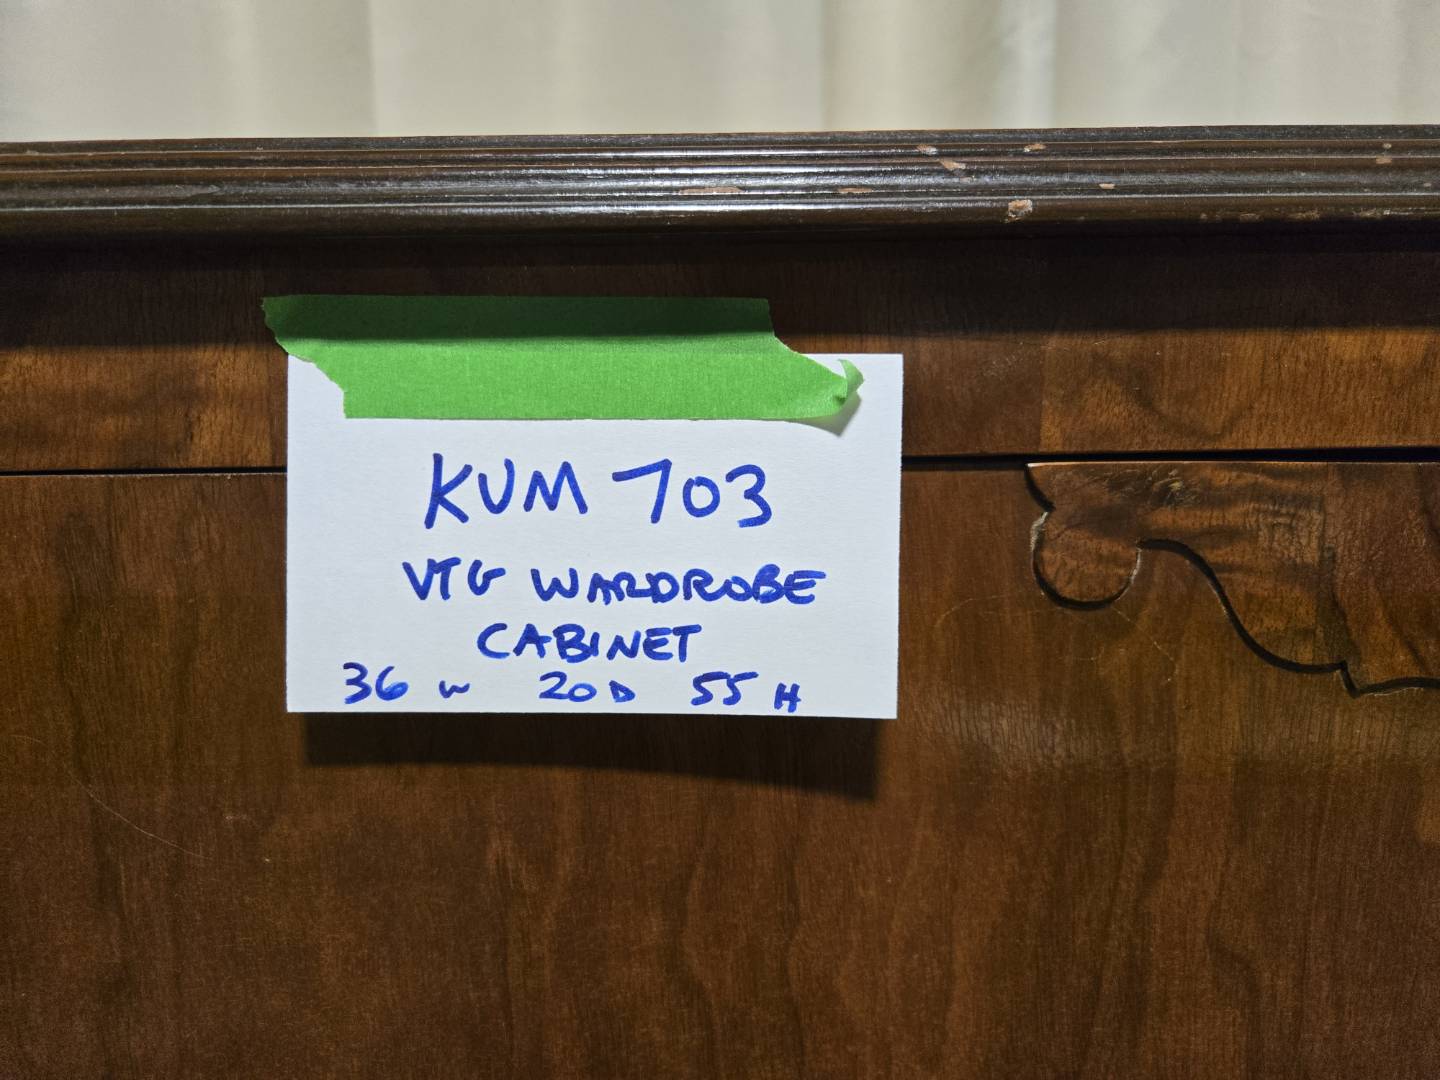 KUM 703
VTG WARDROBE
CABINET
36 W 20 D 55 H